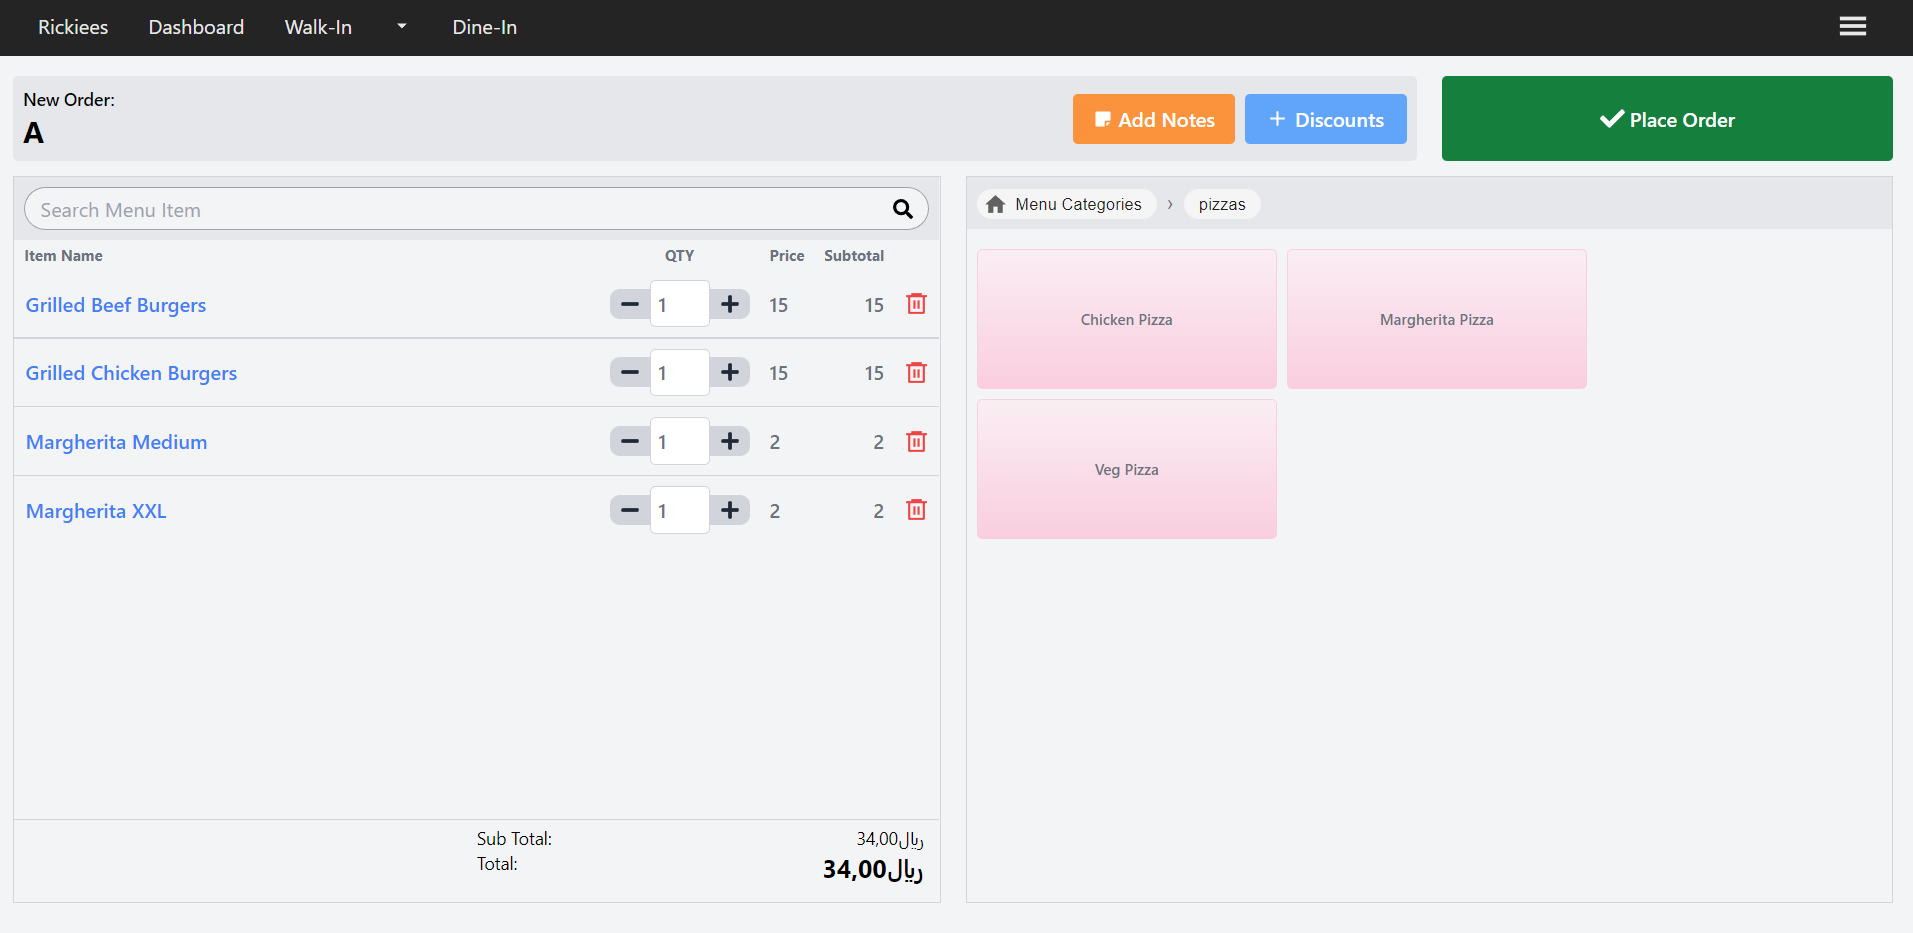 Rickiees Dashboard Walk-In Dine-In
New Order:
A
Add Notes
Discounts
Place Order
Search Menu Item
Item Name QTY Price Subtotal
Grilled Beef Burgers 1 15 15
Grilled Chicken Burgers 1 15 15
Margherita Medium 1 2 2
Margherita XXL 1 2 2
Sub Total: 34,00ریال
Total: 34,00ریال
Menu Categories › pizzas
Chicken Pizza
Margherita Pizza
Veg Pizza